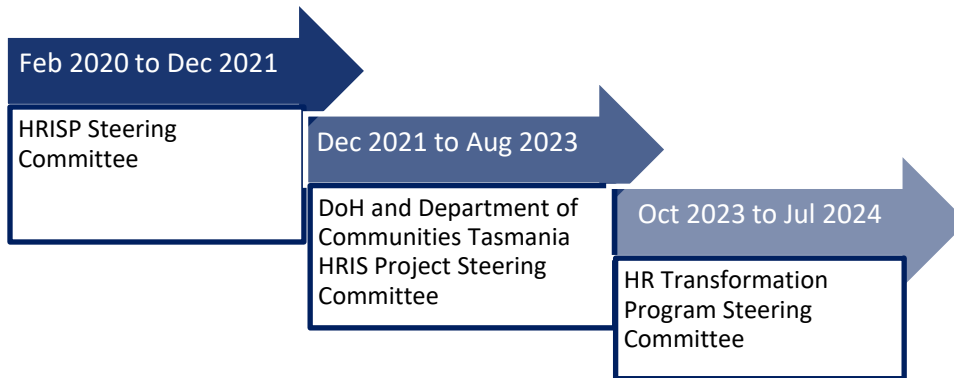 Feb 2020 to Dec 2021
HRISP Steering
Committee
Dec 2021 to Aug 2023
DoH and Department of
Communities Tasmania
HRIS Project Steering
Committee
Oct 2023 to Jul 2024
HR Transformation
Program Steering
Committee